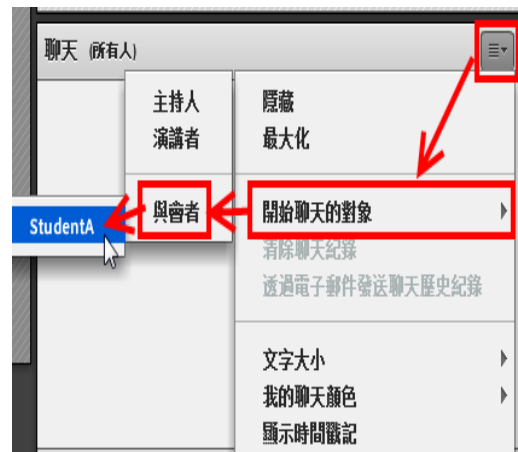 聊天 (所有人)
主持人
演講者
與會者
StudentA
隱藏
最大化
開始聊天的對象
清除聊天紀錄
透過電子郵件發送聊天歷史紀錄
文字大小
我的聊天顏色
顯示時間戳記